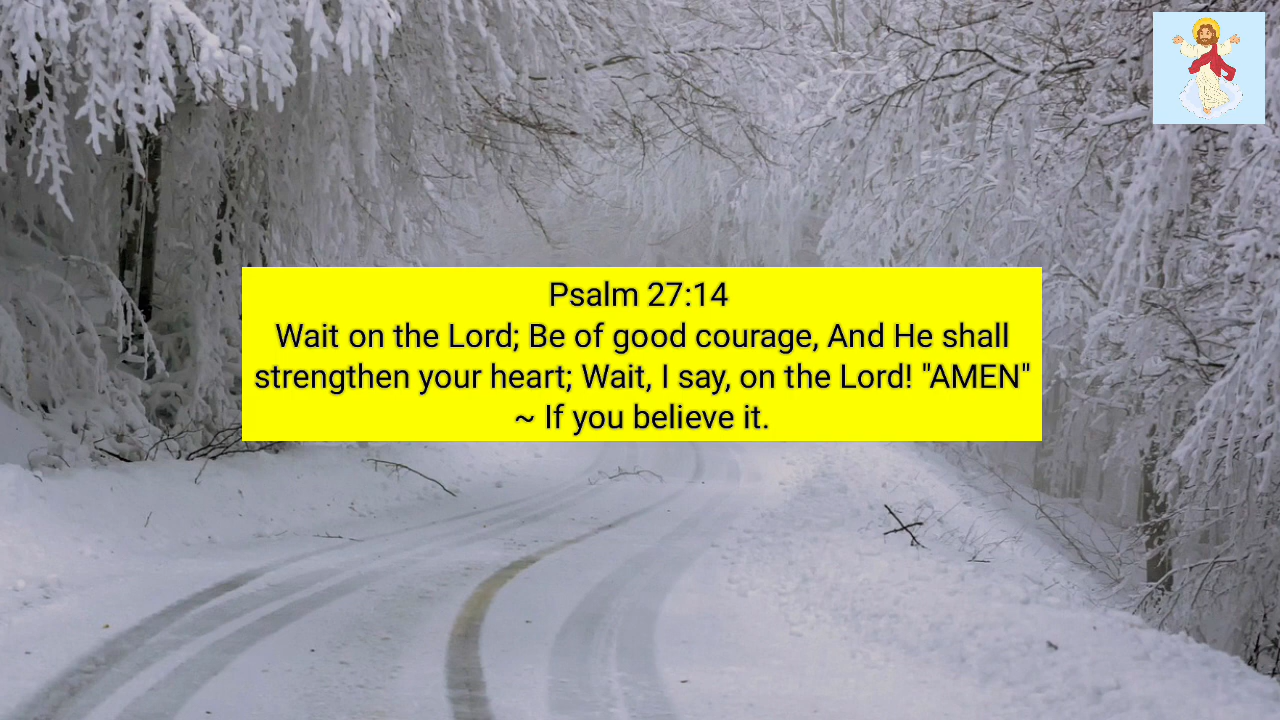 Psalm 27:14
Wait on the Lord; Be of good courage, And He shall
strengthen your heart; Wait, I say, on the Lord! "AMEN"
~ If you believe it.